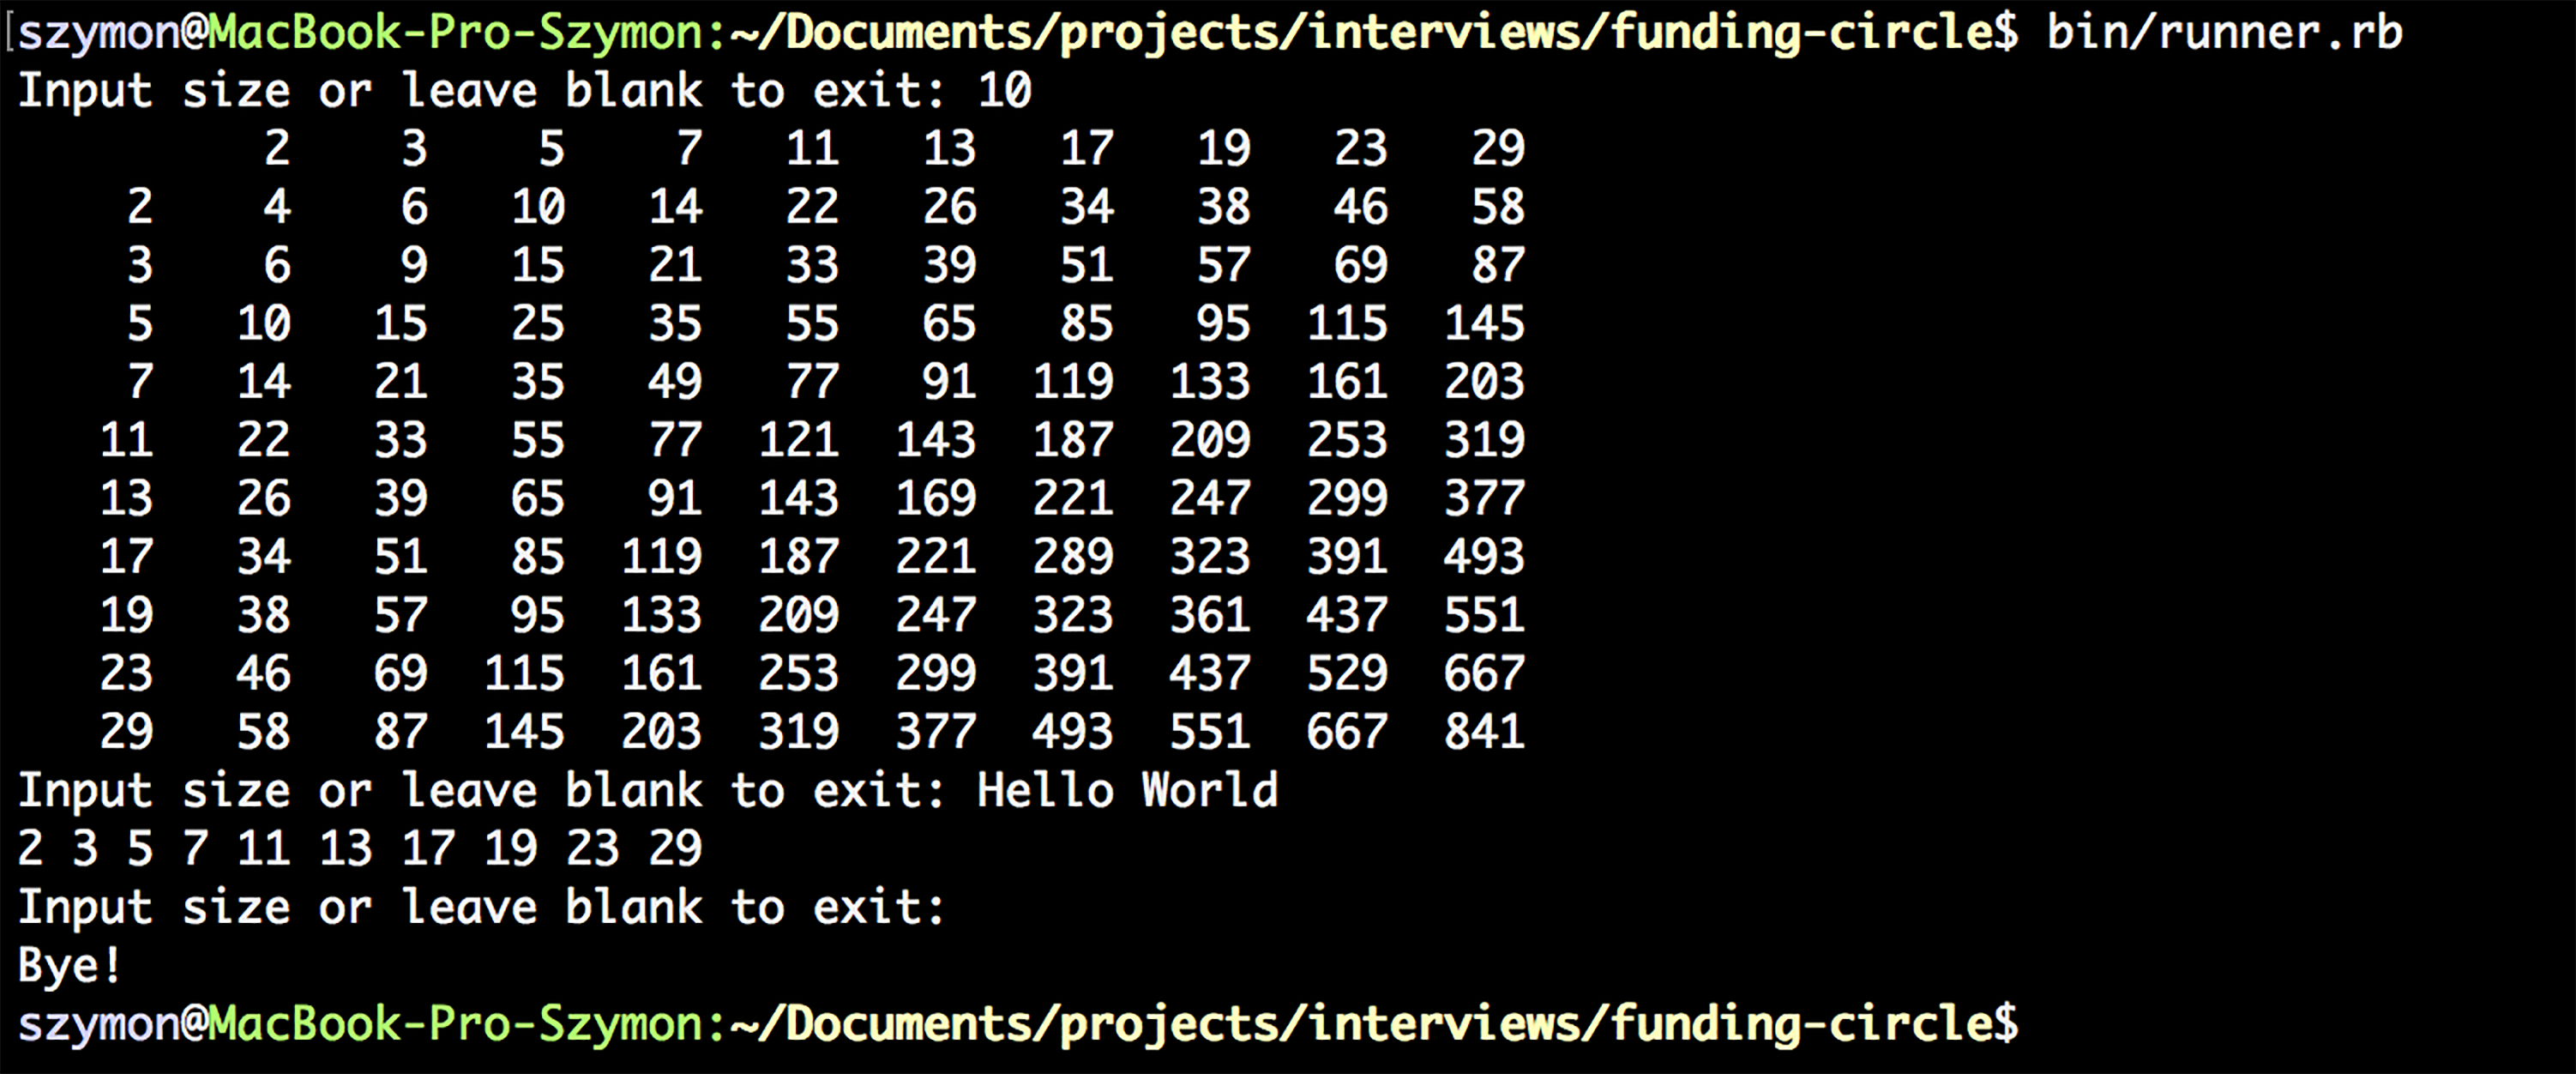 [szymon@MacBook-Pro-Szymon:~/Documents/projects/interviews/funding-circle$ bin/runner.rb
Input size or leave blank to exit: 10
2 3 5 7 11 13 17 19 23 29
2 4 6 10 14 22 26 34 38 46 58
3 6 9 15 21 33 39 51 57 69 87
5 10 15 25 35 55 65 85 95 115 145
7 14 21 35 49 77 91 119 133 161 203
11 22 33 55 77 121 143 187 209 253 319
13 26 39 65 91 143 169 221 247 299 377
17 34 51 85 119 187 221 289 323 391 493
19 38 57 95 133 209 247 323 361 437 551
23 46 69 115 161 253 299 391 437 529 667
29 58 87 145 203 319 377 493 551 667 841
Input size or leave blank to exit: Hello World
2 3 5 7 11 13 17 19 23 29
Input size or leave blank to exit:
Bye!
szymon@MacBook-Pro-Szymon:~/Documents/projects/interviews/funding-circle$